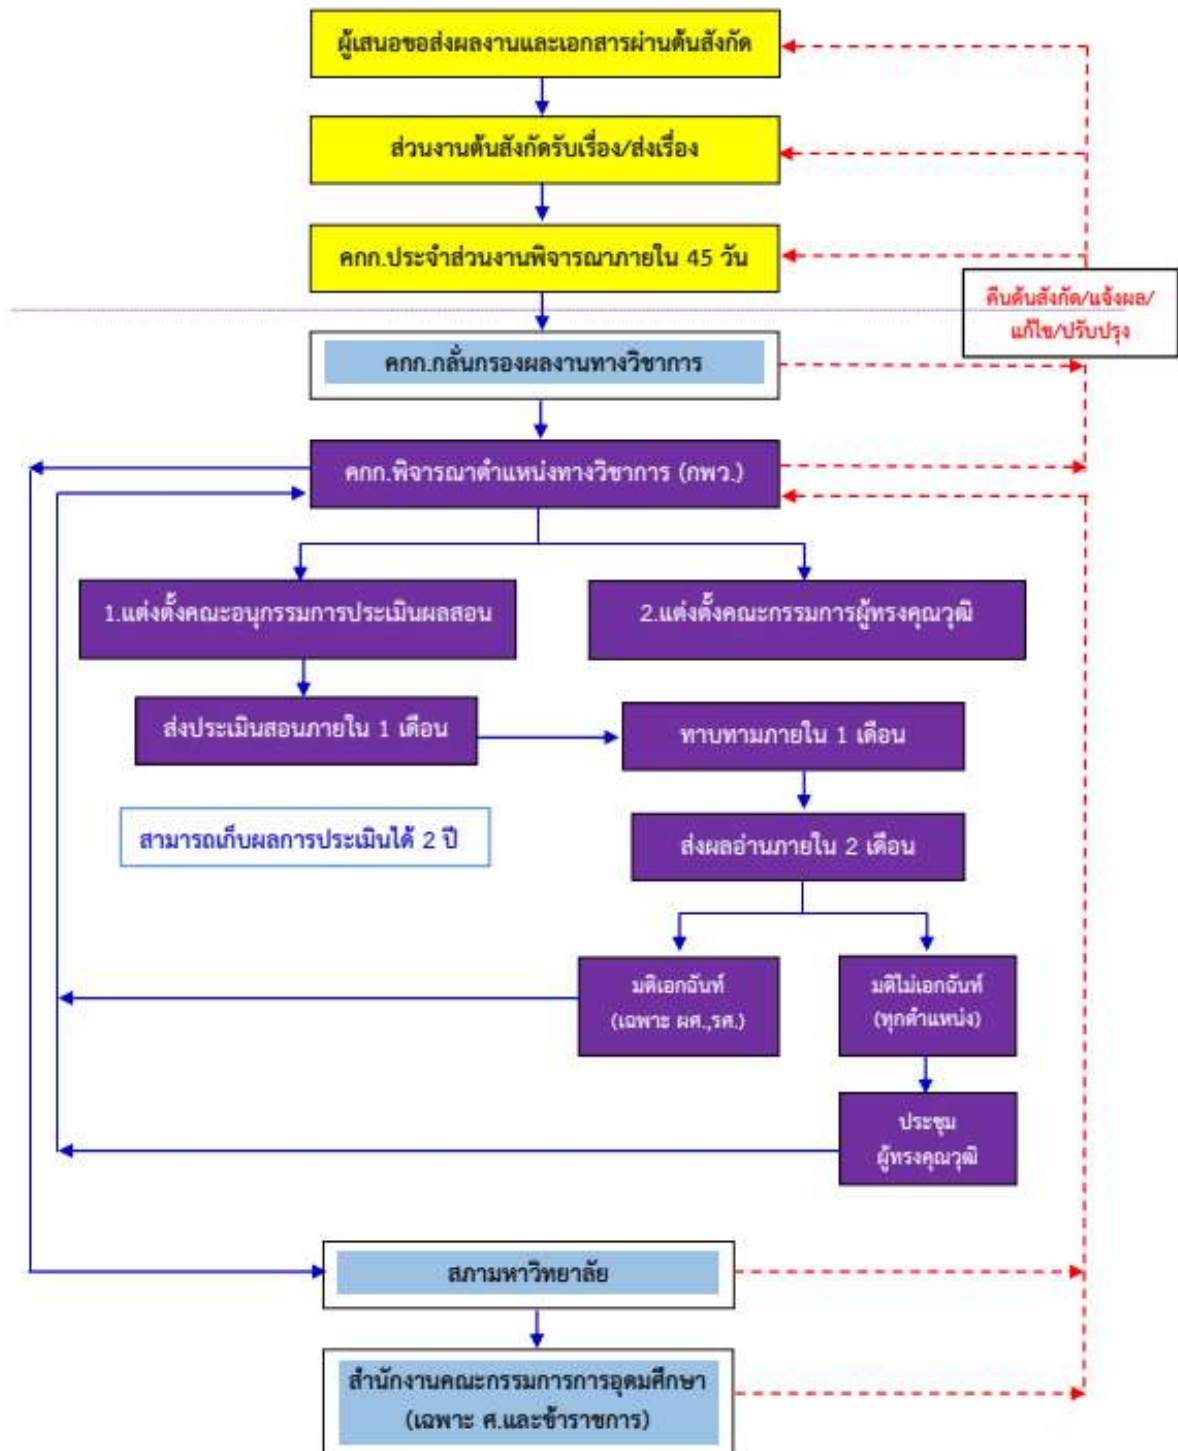 ผู้เสนอขอส่งผลงานและเอกสารผ่านต้นสังกัด
ส่วนงานต้นสังกัดรับเรื่อง/ส่งเรื่อง
คกก.ประจำส่วนงานพิจารณาภายใน 45 วัน
คืนต้นสังกัด/แจ้งผล/
แก้ไข/ปรับปรุง
คกก.กลั่นกรองผลงานทางวิชาการ
คกก.พิจารณาตำแหน่งทางวิชาการ (กพว.)
1.แต่งตั้งคณะอนุกรรมการประเมินผลสอน
2.แต่งตั้งคณะกรรมการผู้ทรงคุณวุฒิ
ส่งประเมินสอนภายใน 1 เดือน
ทาบทามภายใน 1 เดือน
สามารถเก็บผลการประเมินได้ 2 ปี
ส่งผลอ่านภายใน 2 เดือน
มติเอกฉันท์
(เฉพาะ ผศ.,รศ.)
มติไม่เอกฉันท์
(ทุกตำแหน่ง)
ประชุม
ผู้ทรงคุณวุฒิ
สภามหาวิทยาลัย
สำนักงานคณะกรรมการการอุดมศึกษา
(เฉพาะ ศ.และข้าราชการ)